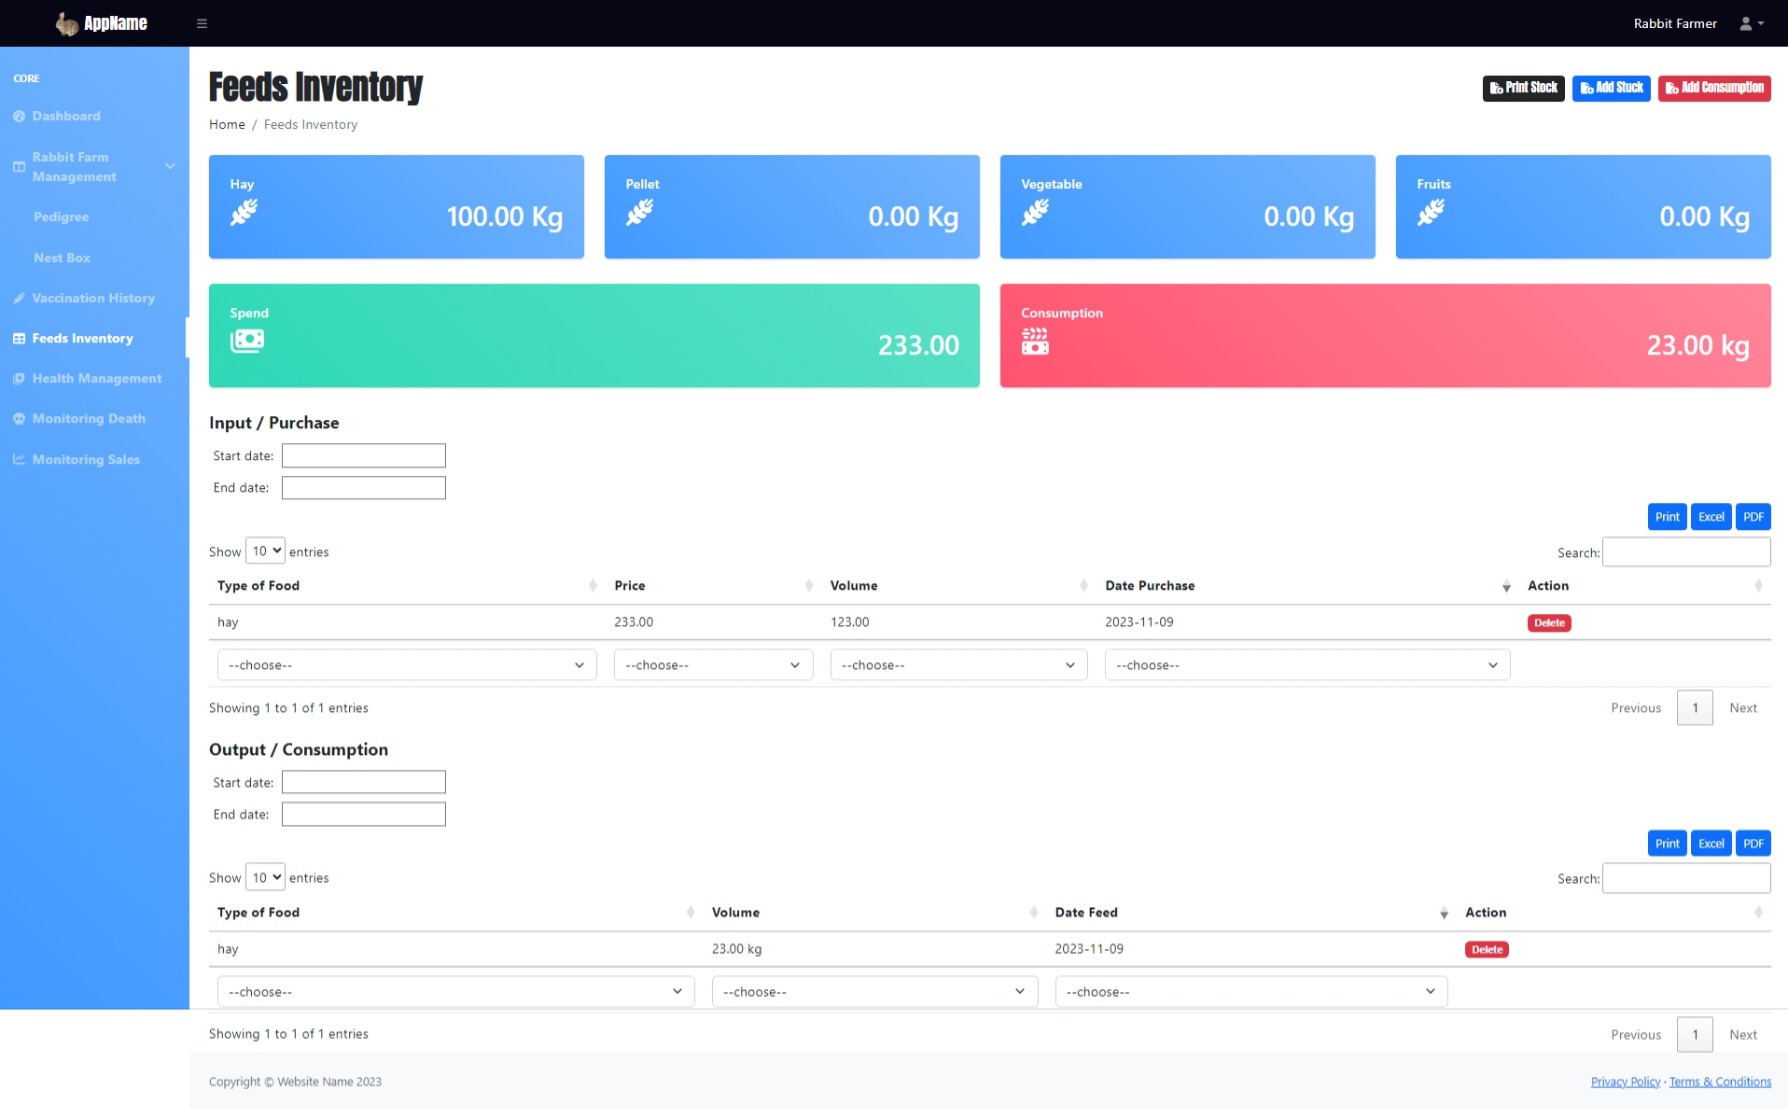 AppName
Rabbit Farmer
CORE
Dashboard
Rabbit Farm
Management
Pedigree
Nest Box
Vaccination History
Feeds Inventory
Health Management
Monitoring Death
Monitoring Sales
Feeds Inventory
Print Stock Add Stuck Add Consumption
Home / Feeds Inventory
Hay
100.00 Kg
Pellet
0.00 Kg
Vegetable
0.00 Kg
Fruits
0.00 Kg
Spend
233.00
Consumption
23.00 kg
Input / Purchase
Start date:
End date:
Print Excel PDF
Show 10 entries Search:
Type of Food Price Volume Date Purchase Action
hay 233.00 123.00 2023-11-09 Delete
--choose-- --choose-- --choose-- --choose--
Showing 1 to 1 of 1 entries Previous 1 Next
Output / Consumption
Start date:
End date:
Print Excel PDF
Show 10 entries Search:
Type of Food Volume Date Feed Action
hay 23.00 kg 2023-11-09 Delete
--choose-- --choose-- --choose--
Showing 1 to 1 of 1 entries Previous 1 Next
Copyright © Website Name 2023 Privacy Policy · Terms & Conditions